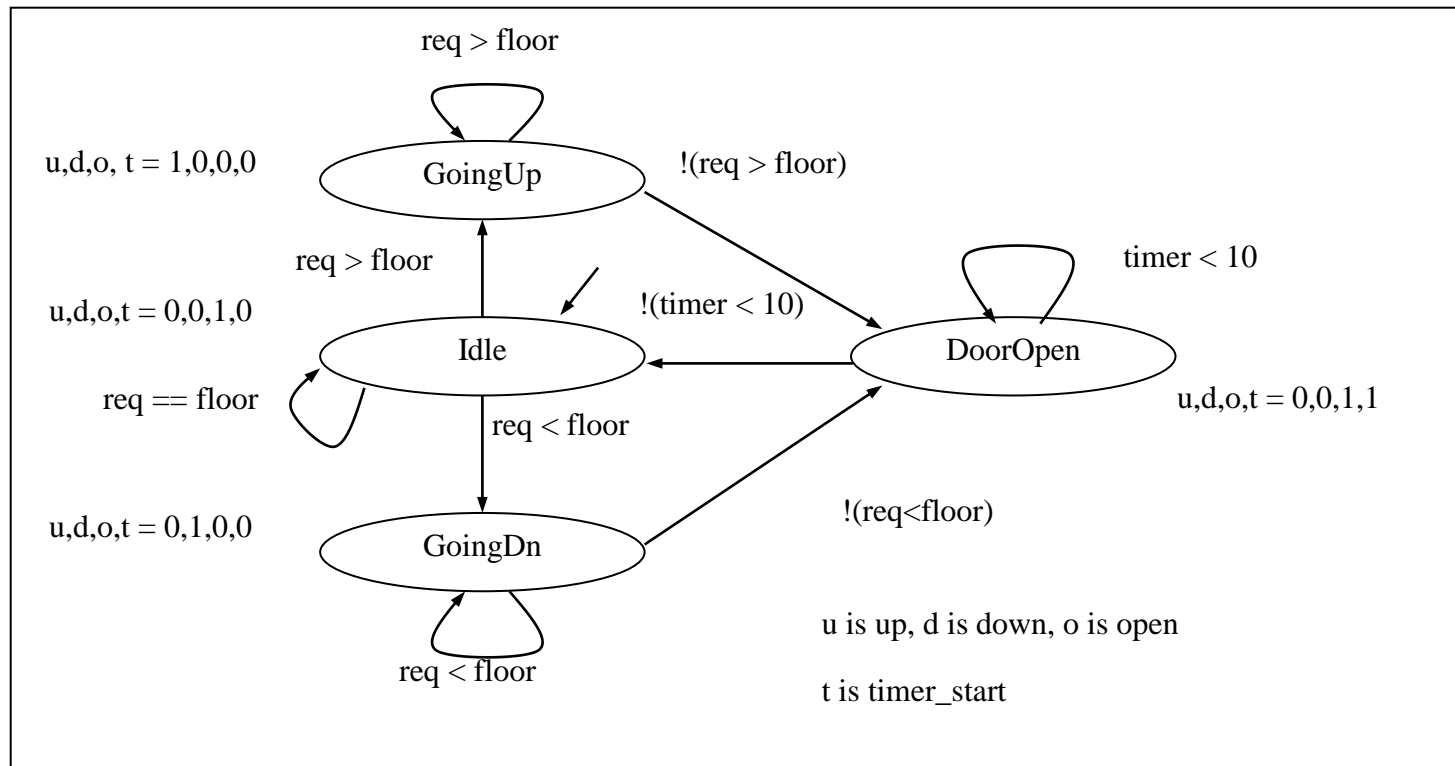 req > floor
u,d,o, t = 1,0,0,0
GoingUp
!(req > floor)
req > floor
timer < 10
u,d,o,t = 0,0,1,0
!(timer < 10)
Idle
DoorOpen
req == floor
u,d,o,t = 0,0,1,1
req < floor
u,d,o,t = 0,1,0,0
!(req<floor)
GoingDn
req < floor
u is up, d is down, o is open
t is timer_start